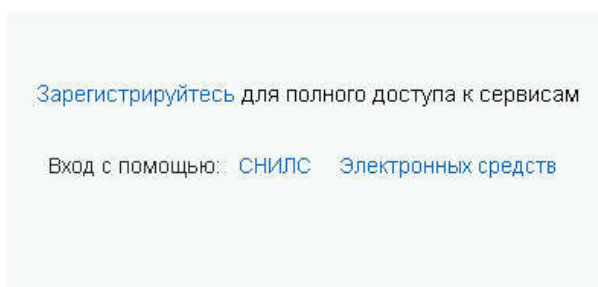 Зарегистрируйтесь для полного доступа к сервисам
Вход с помощью:: СНИЛС Электронных средств